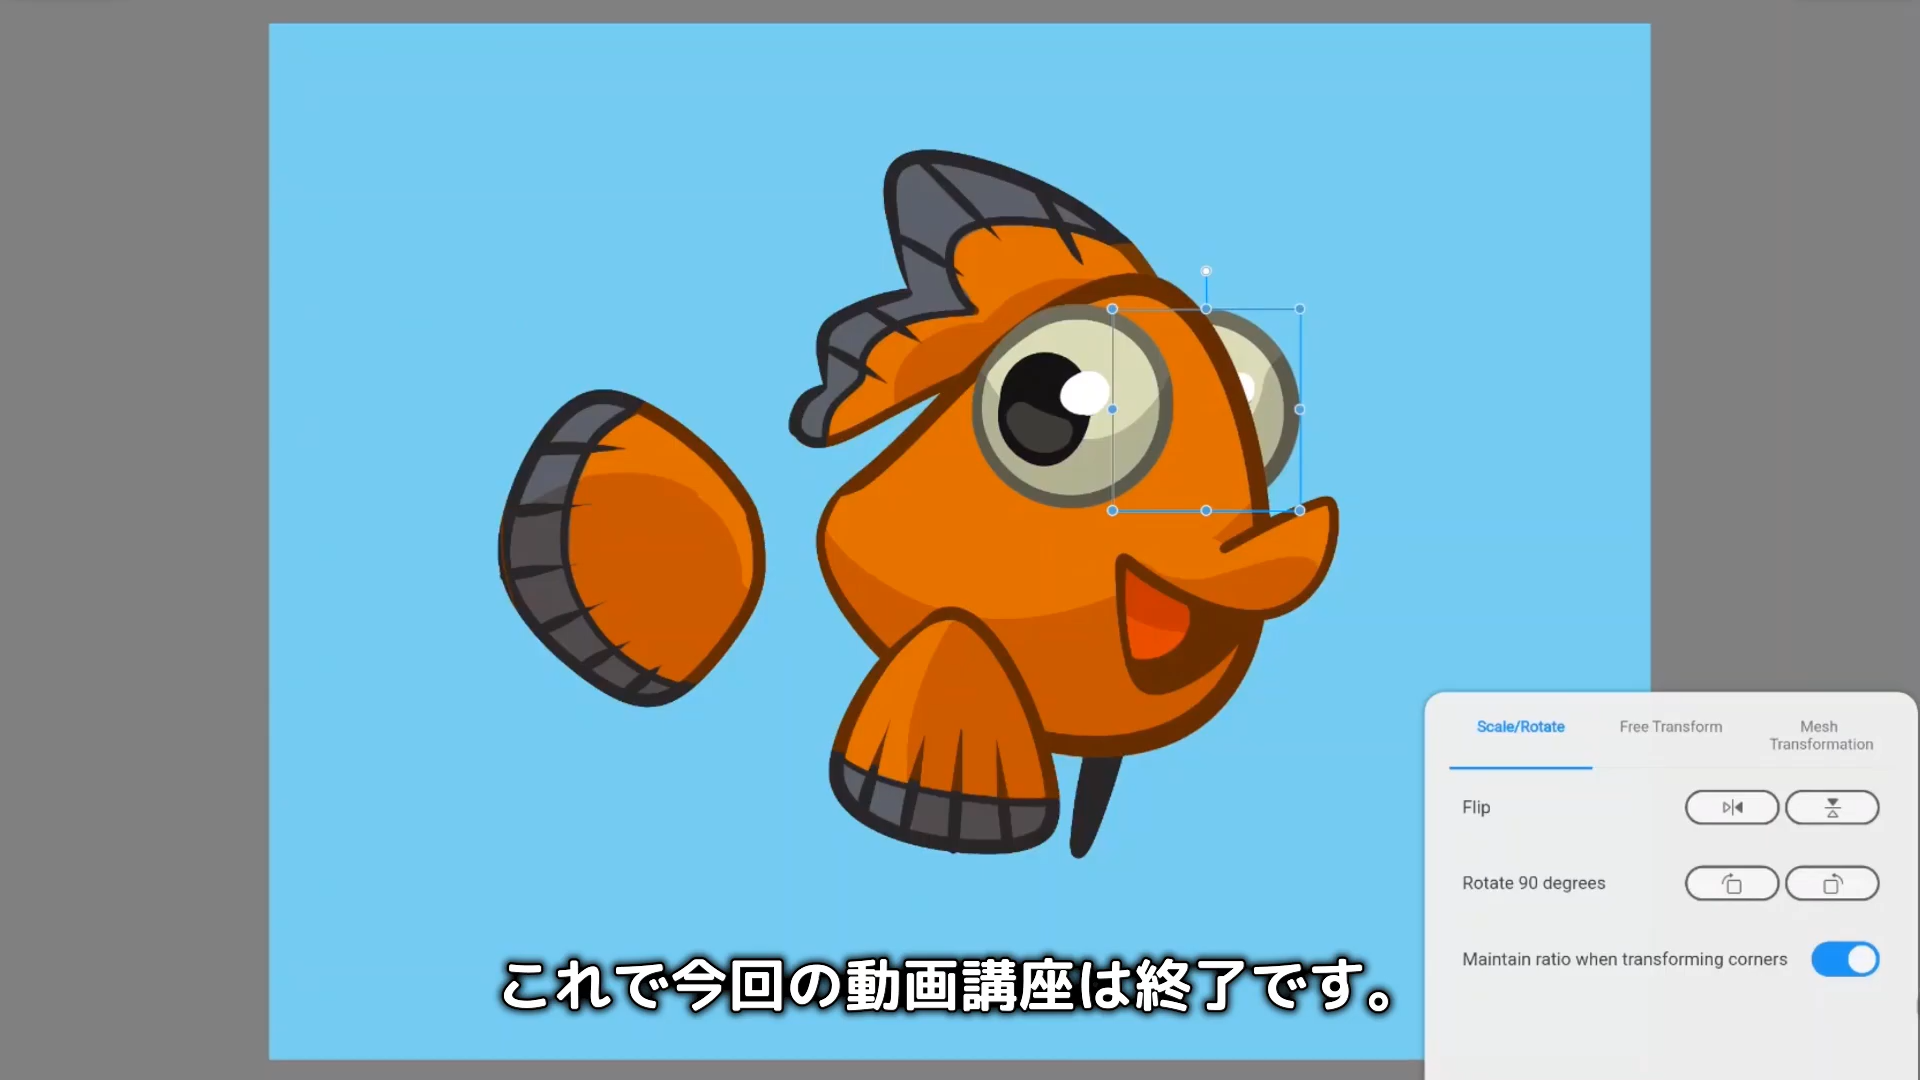 Scale/Rotate
Free Transform
Mesh
Transformation
Flip
Rotate 90 degrees
Maintain ratio when transforming corners
これで今回の動画講座は終了です。